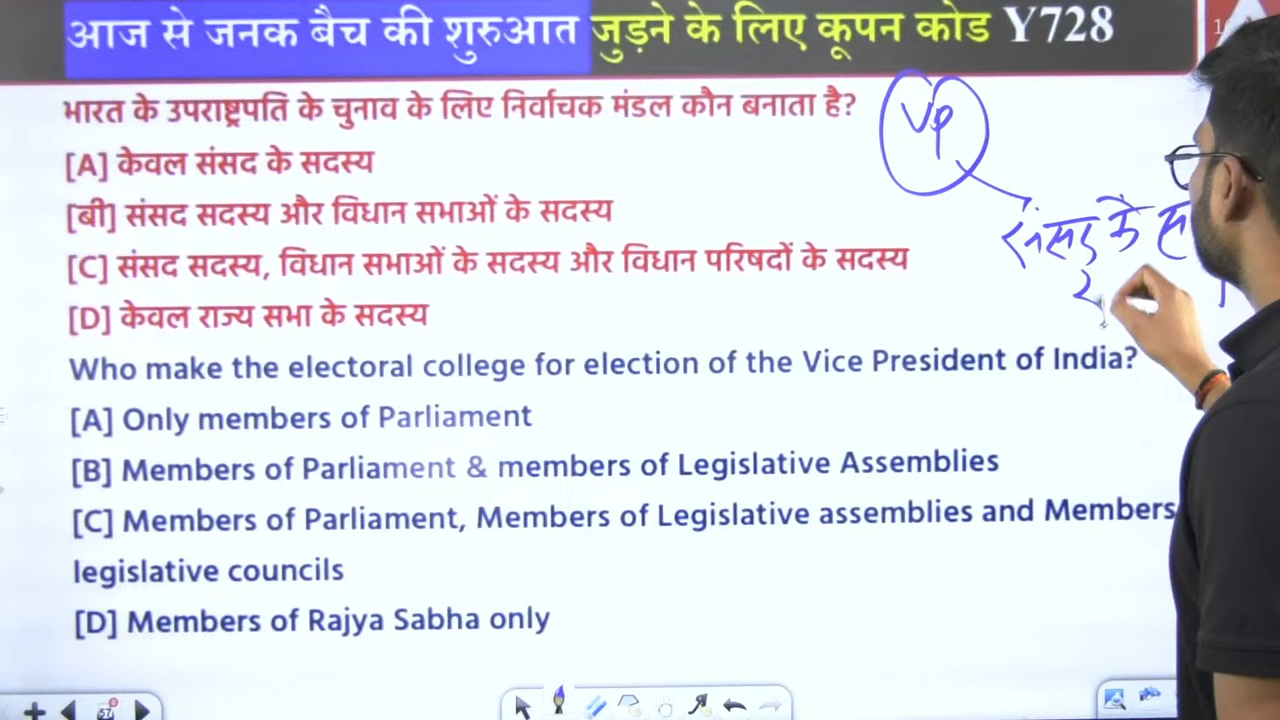 आज से जनक बैच की शुरुआत जुड़ने के लिए कूपन कोड Y728
भारत के उपराष्ट्रपति के चुनाव के लिए निर्वाचक मंडल कौन बनाता है?
VP
[A] केवल संसद के सदस्य
[बी] संसद सदस्य और विधान सभाओं के सदस्य
संसद के
[C] संसद सदस्य, विधान सभाओं के सदस्य और विधान परिषदों के सदस्य
[D] केवल राज्य सभा के सदस्य
Who make the electoral college for election of the Vice President of India?
[A] Only members of Parliament
[B] Members of Parliament & members of Legislative Assemblies
[C] Members of Parliament, Members of Legislative assemblies and Members
legislative councils
[D] Members of Rajya Sabha only
57